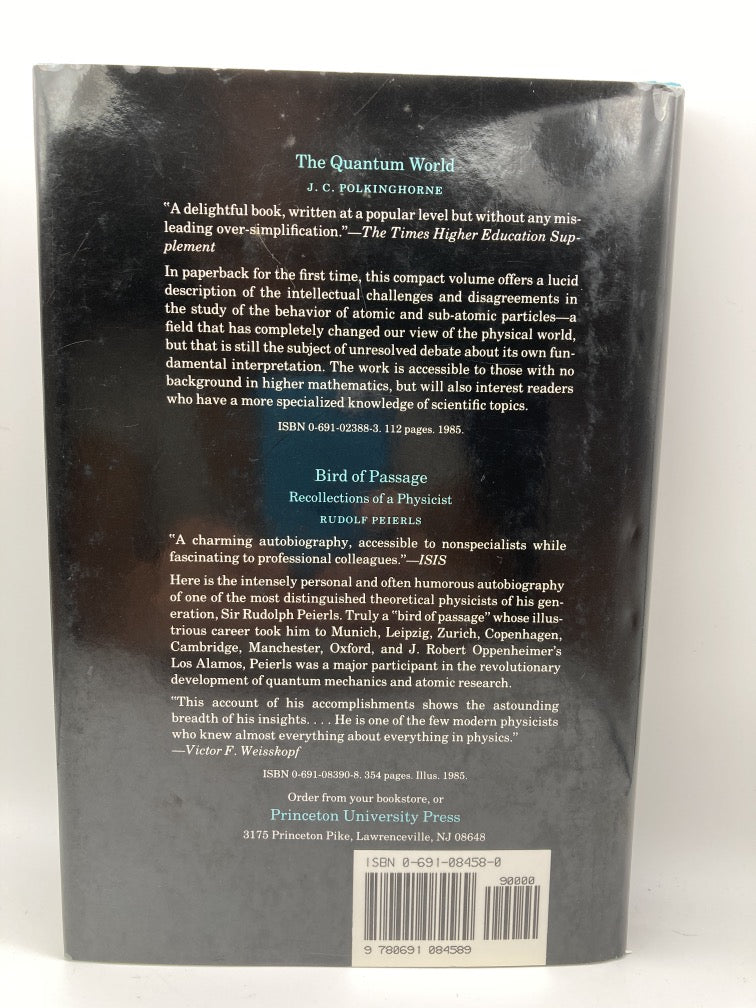 The Quantum World
J. C. POLKINGHORNE
"A delightful book, written at a popular level but without any mis-
leading over-simplification."—The Times Higher Education Sup-
plement
In paperback for the first time, this compact volume offers a lucid
description of the intellectual challenges and disagreements in
the study of the behavior of atomic and sub-atomic particles—a
field that has completely changed our view of the physical world,
but that is still the subject of unresolved debate about its own fun-
damental interpretation. The work is accessible to those with no
background in higher mathematics, but will also interest readers
who have a more specialized knowledge of scientific topics.
ISBN 0-691-02388-3. 112 pages. 1985.
Bird of Passage
Recollections of a Physicist
RUDOLF PEIERLS
"A charming autobiography, accessible to nonspecialists while
fascinating to professional colleagues."—ISIS
Here is the intensely personal and often humorous autobiography
of one of the most distinguished theoretical physicists of his gen-
eration, Sir Rudolph Peierls. Truly a "bird of passage" whose illus-
trious career took him to Munich, Leipzig, Zurich, Copenhagen,
Cambridge, Manchester, Oxford, and J. Robert Oppenheimer's
Los Alamos, Peierls was a major participant in the revolutionary
development of quantum mechanics and atomic research.
"This account of his accomplishments shows the astounding
breadth of his insights. . . . He is one of the few modern physicists
who knew almost everything about everything in physics."
—Victor F. Weisskopf
ISBN 0-691-08390-8. 354 pages. Illus. 1985.
Order from your bookstore, or
Princeton University Press
3175 Princeton Pike, Lawrenceville, NJ 08648
ISBN 0-691-08458-0
90000
9 780691 084589